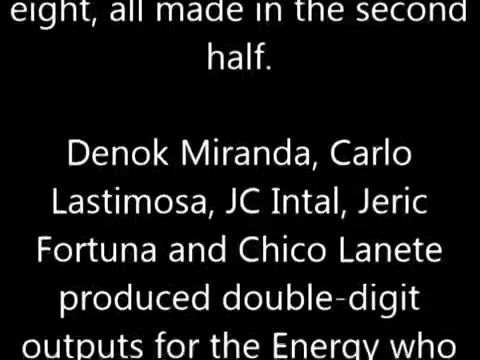 eight, all made in the second
half.
Denok Miranda, Carlo
Lastimosa, JC Intal, Jeric
Fortuna and Chico Lanete
produced double-digit
outputs for the Energy who